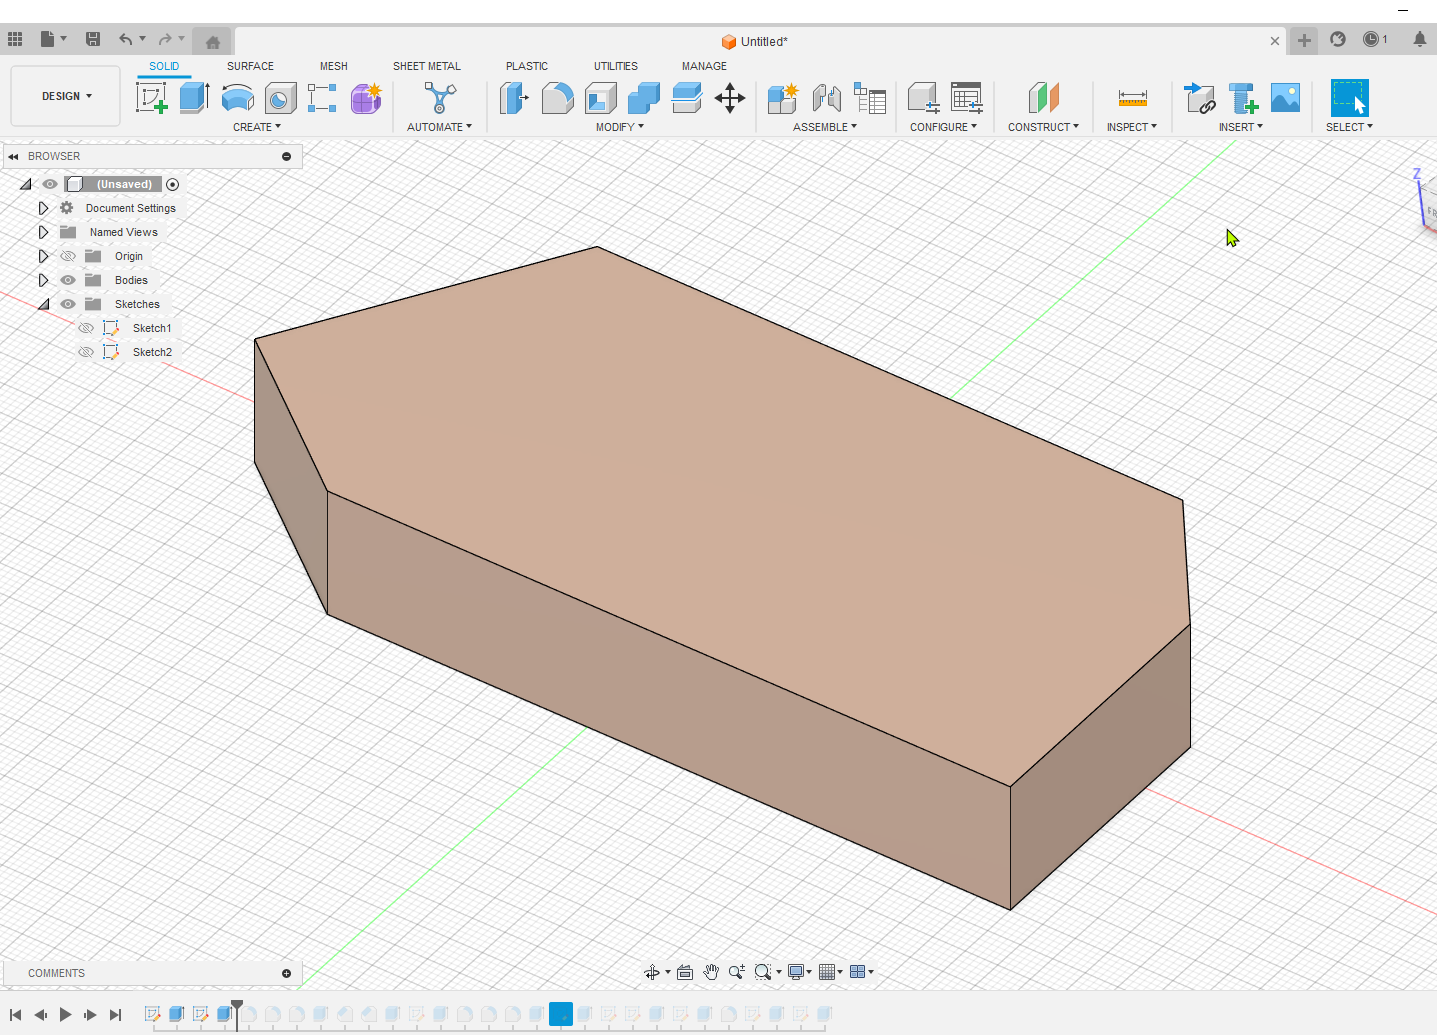 Untitled*
1
SOLID SURFACE MESH SHEET METAL PLASTIC UTILITIES MANAGE
DESIGN
CREATE AUTOMATE MODIFY ASSEMBLE CONFIGURE CONSTRUCT INSPECT INSERT SELECT
BROWSER
(Unsaved)
Document Settings
Named Views
Origin
Bodies
Sketches
Sketch1
Sketch2
Z
COMMENTS